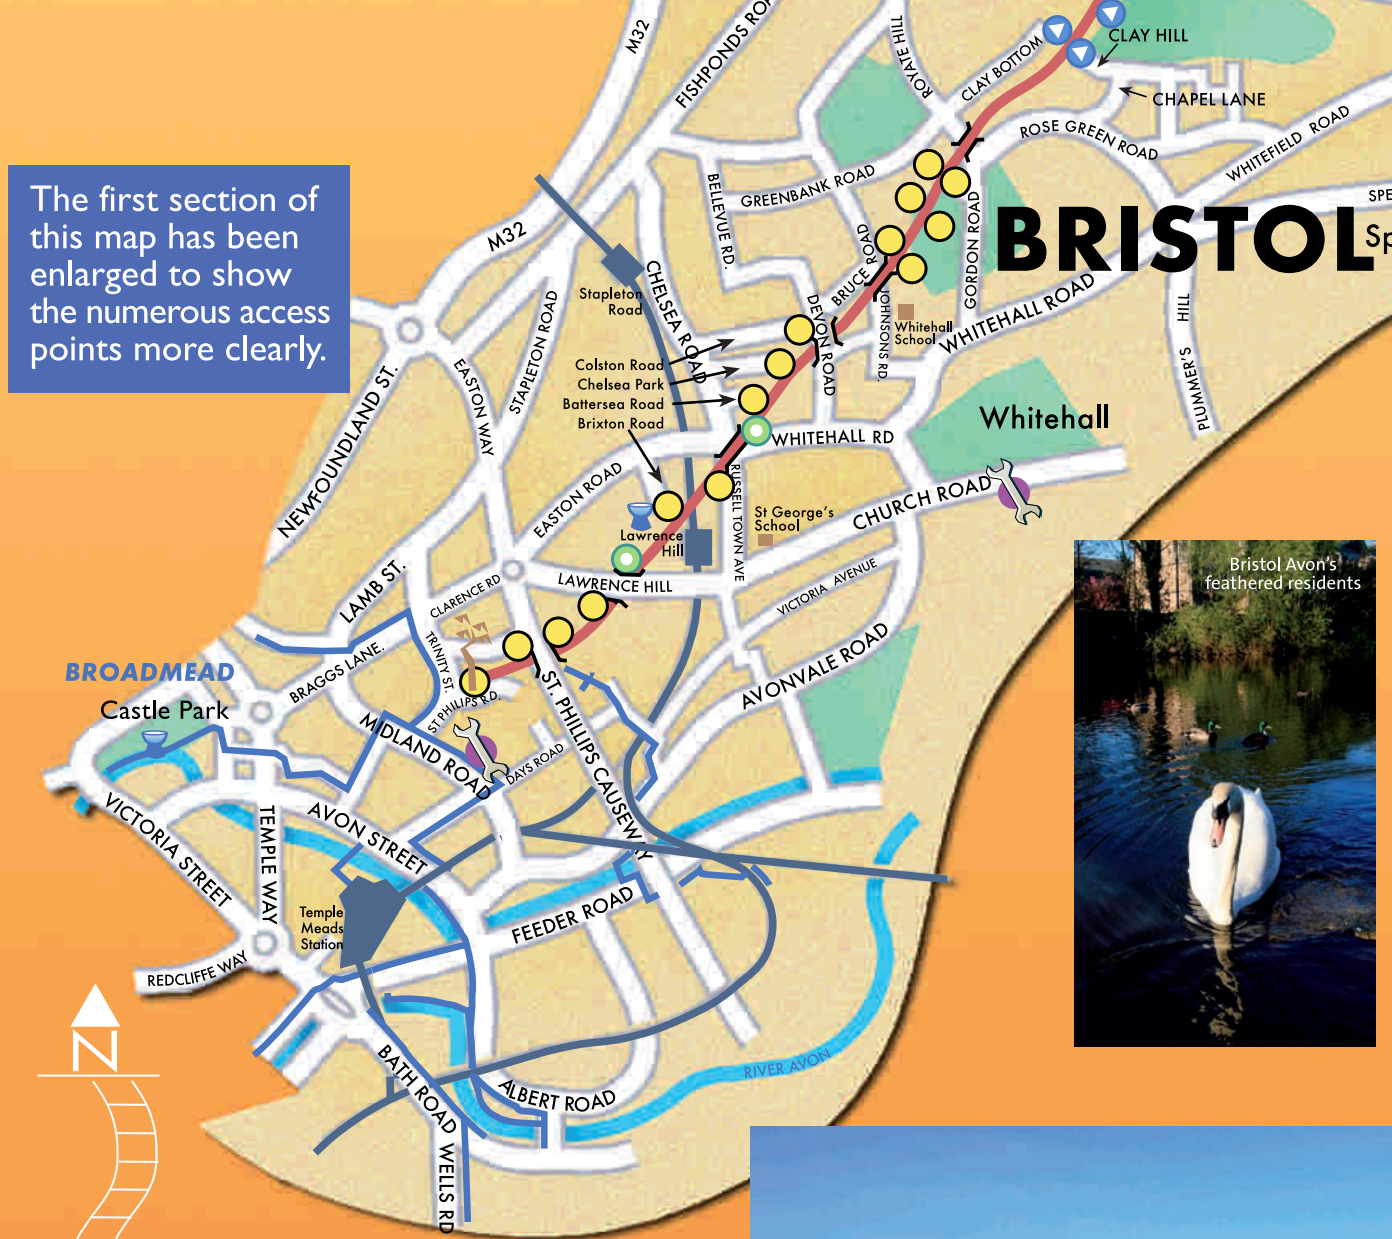 The first section of
this map has been
enlarged to show
the numerous access
points more clearly.
M32
FISHPONDS RO
ROYATE HILL
CLAY BOTTOM
CLAY HILL
CHAPEL LANE
ROSE GREEN ROAD
WHITEFIELD ROAD
SPE
BRISTOL
Sp
M32
BELLEVUE RD.
GREENBANK ROAD
BRUCE ROAD
GORDON ROAD
JOHNSONS RD.
DEVON ROAD
Whitehall
School
WHITEHALL ROAD
PLUMMER'S HILL
Stapleton
Road
CHELSEA ROAD
STAPLETON ROAD
EASTON WAY
NEWFOUNDLAND ST.
Colston Road
Chelsea Park
Battersea Road
Brixton Road
WHITEHALL RD
Whitehall
CHURCH ROAD
EASTON ROAD
RUSSELL TOWN AVE
St George's
School
Lawrence
Hill
LAWRENCE HILL
VICTORIA AVENUE
AVONVALE ROAD
LAMB ST.
CLARENCE RD
TRINITY ST.
BRAGGS LANE.
ST PHILIPS RD.
BROADMEAD
Castle Park
MIDLAND ROAD
DAYS ROAD
ST. PHILLIPS CAUSEWAY
VICTORIA STREET
TEMPLE WAY
AVON STREET
Temple
Meads
Station
FEEDER ROAD
REDCLIFFE WAY
RIVER AVON
BATH ROAD
ALBERT ROAD
WELLS RD
N
Bristol Avon's
feathered residents